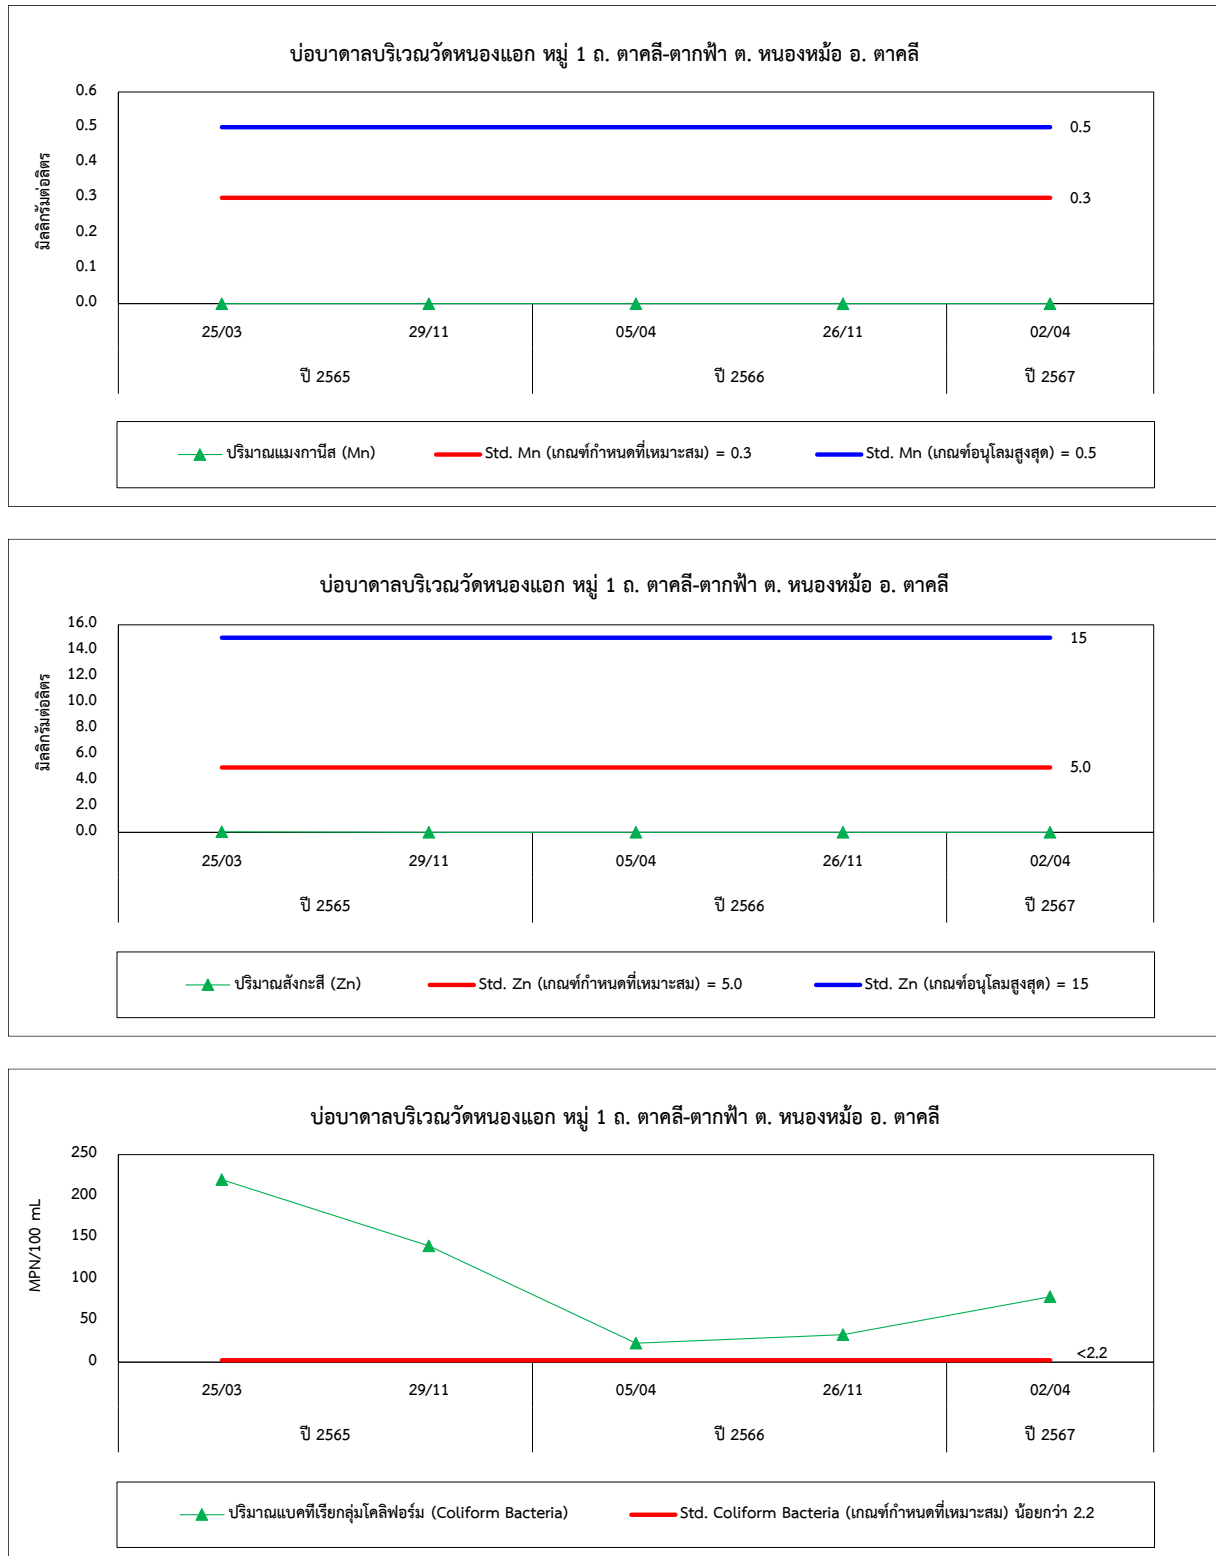 บ่อบาดาลบริเวณวัดหนองแอก หมู่ 1 ถ. ตาคลี-ตากฟ้า ต. หนองหม้อ อ. ตาคลี
มิลลิกรัมต่อลิตร
0.6
0.5
0.4
0.3
0.2
0.1
0.0
0.5
0.3
25/03 29/11 05/04 26/11 02/04
ปี 2565 ปี 2566 ปี 2567
ปริมาณแมงกานีส (Mn) Std. Mn (เกณฑ์กำหนดที่เหมาะสม) = 0.3 Std. Mn (เกณฑ์อนุโลมสูงสุด) = 0.5
บ่อบาดาลบริเวณวัดหนองแอก หมู่ 1 ถ. ตาคลี-ตากฟ้า ต. หนองหม้อ อ. ตาคลี
มิลลิกรัมต่อลิตร
16.0
14.0
12.0
10.0
8.0
6.0
4.0
2.0
0.0
15
5.0
25/03 29/11 05/04 26/11 02/04
ปี 2565 ปี 2566 ปี 2567
ปริมาณสังกะสี (Zn) Std. Zn (เกณฑ์กำหนดที่เหมาะสม) = 5.0 Std. Zn (เกณฑ์อนุโลมสูงสุด) = 15
บ่อบาดาลบริเวณวัดหนองแอก หมู่ 1 ถ. ตาคลี-ตากฟ้า ต. หนองหม้อ อ. ตาคลี
MPN/100 mL
250
200
150
100
50
0
<2.2
25/03 29/11 05/04 26/11 02/04
ปี 2565 ปี 2566 ปี 2567
ปริมาณแบคทีเรียกลุ่มโคลิฟอร์ม (Coliform Bacteria) Std. Coliform Bacteria (เกณฑ์กำหนดที่เหมาะสม) น้อยกว่า 2.2